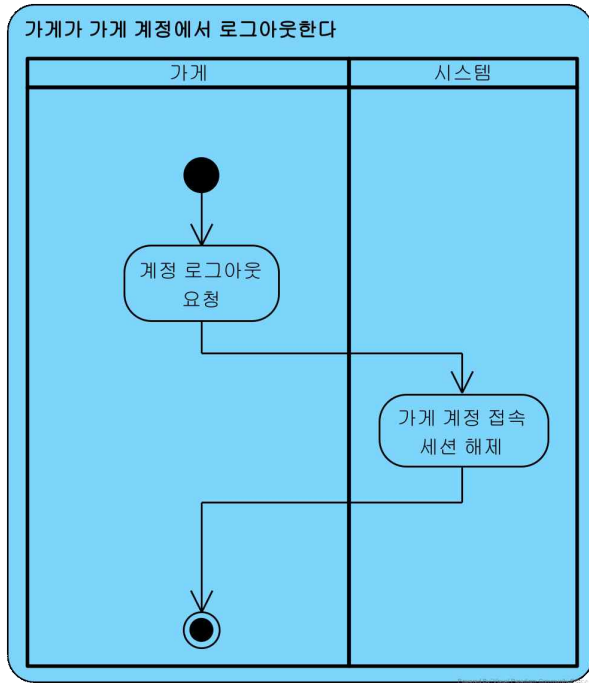 가게가 가게 계정에서 로그아웃한다
가게
시스템
계정 로그아웃
요청
가게 계정 접속
세션 해제